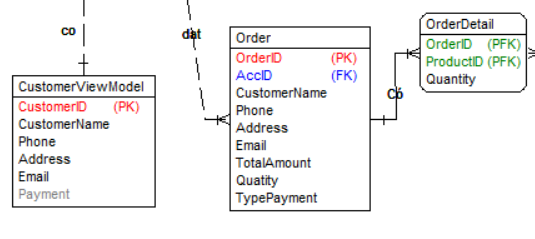 co
CustomerViewModel
CustomerID (PK)
CustomerName
Phone
Address
Email
Payment
dat
Order
OrderID (PK)
AccID (FK)
CustomerName
Phone
Address
Email
TotalAmount
Quatity
TypePayment
Có
OrderDetail
OrderID (PFK)
ProductID (PFK)
Quantity